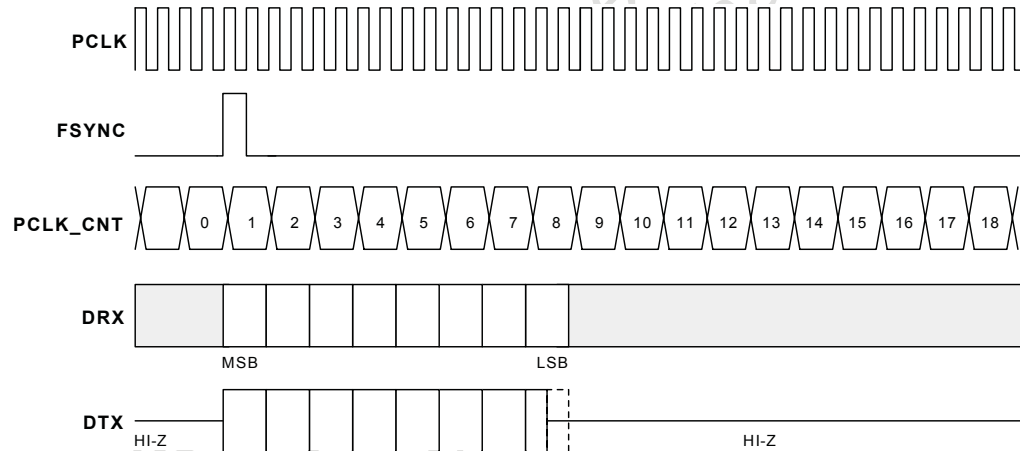 PCLK
FSYNC
PCLK_CNT 0 1 2 3 4 5 6 7 8 9 10 11 12 13 14 15 16 17 18
DRX
MSB LSB
DTX
HI-Z HI-Z